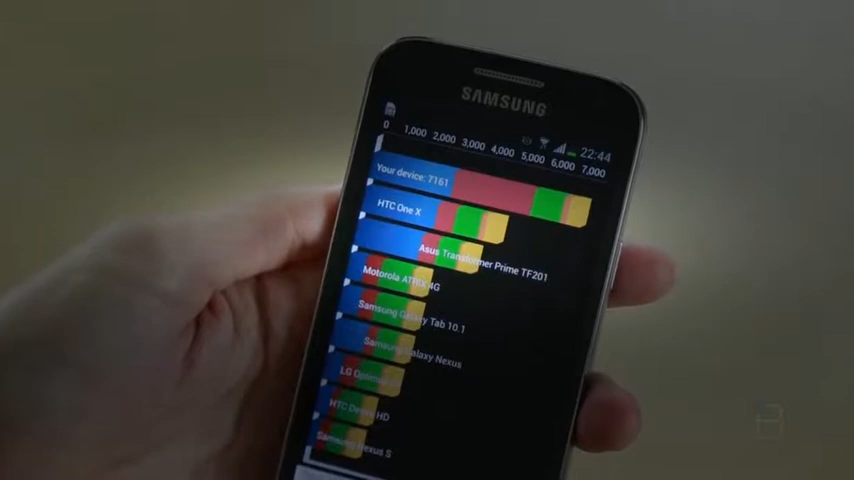 SAMSUNG
22:44
0 1,000 2,000 3,000 4,000 5,000 6,000 7,000
Your device: 7161
HTC One X
Asus Transformer Prime TF201
Motorola ATRIX 4G
Samsung Galaxy Tab 10.1
Samsung Galaxy Nexus
LG Optimus
HTC Desire HD
Samsung Nexus S